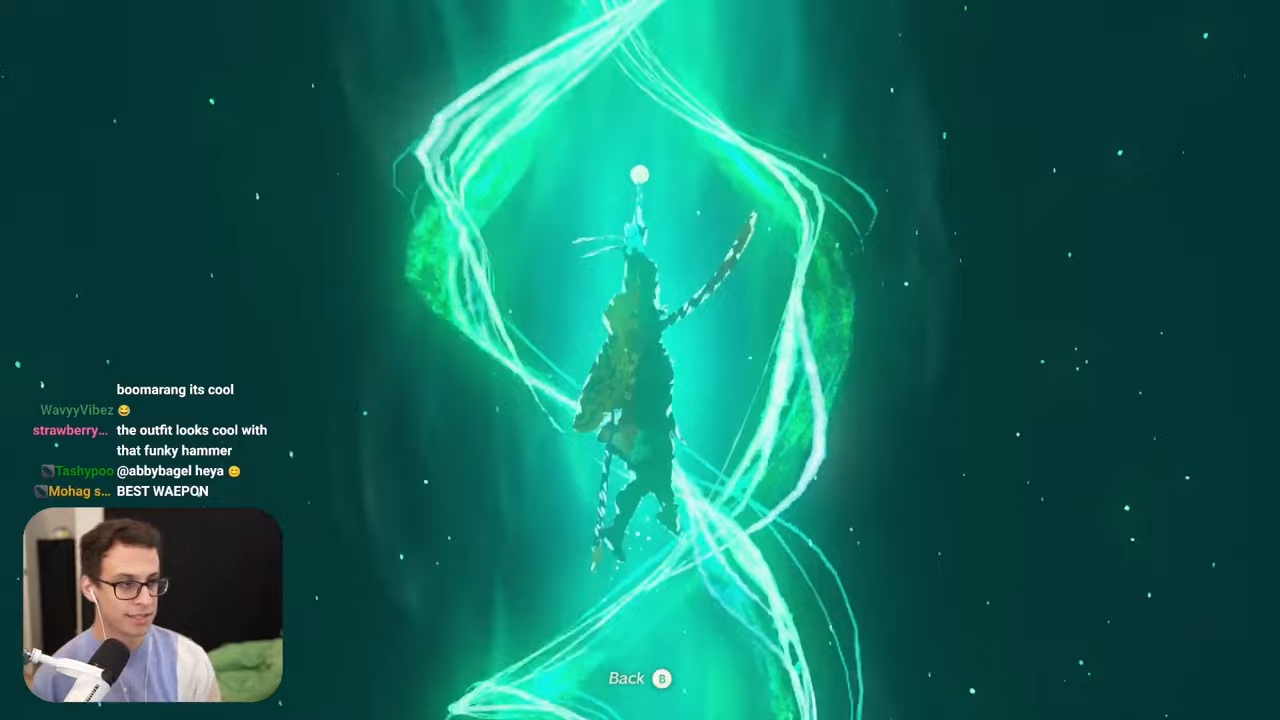 boomarang its cool
WavyyVibez 😂
strawberry... the outfit looks cool with
that funky hammer
Tashypoo @abbybagel heya 😊
Mohag s... BEST WAEPON
Back B